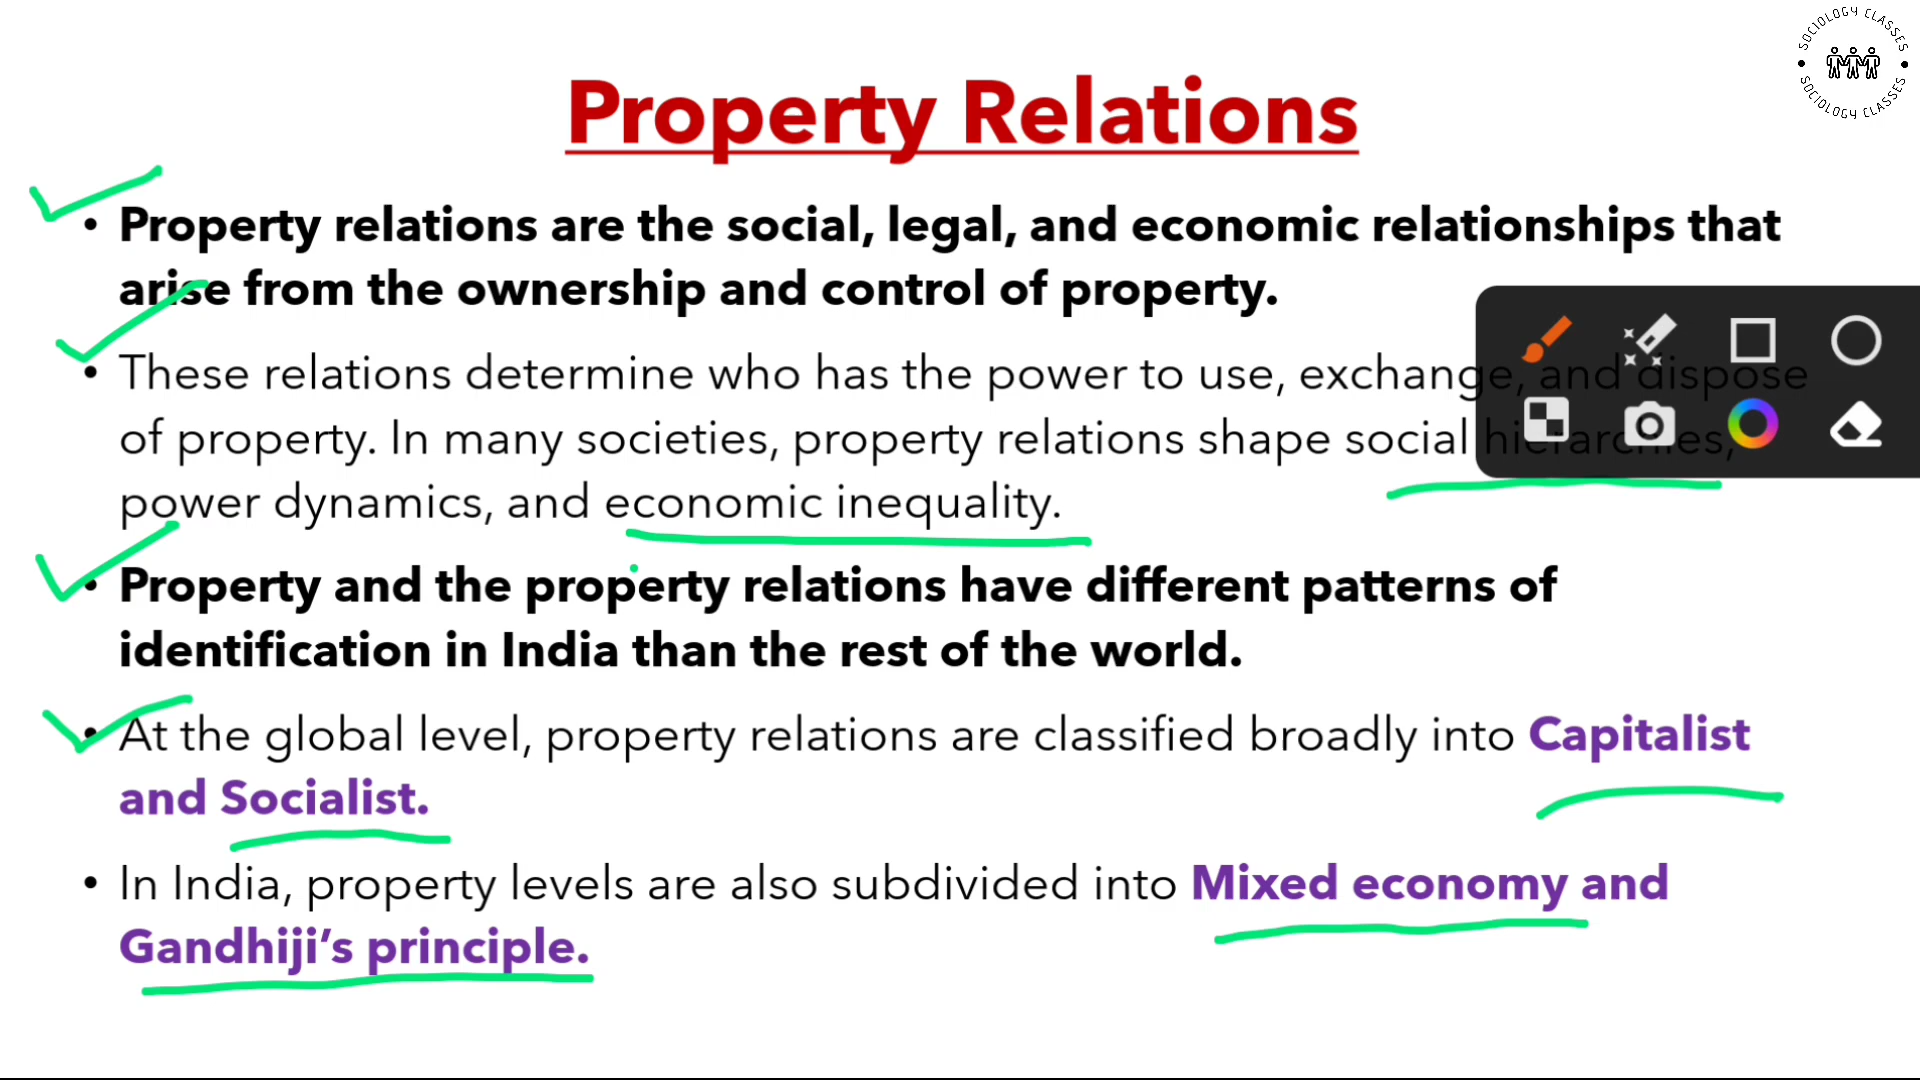 SOCIOLOGY CLASSES
SOCIOLOGY CLASSES
Property Relations
• Property relations are the social, legal, and economic relationships that
arise from the ownership and control of property.
• These relations determine who has the power to use, exchange, and dispose
of property. In many societies, property relations shape social hierarchies,
power dynamics, and economic inequality.
• Property and the property relations have different patterns of
identification in India than the rest of the world.
• At the global level, property relations are classified broadly into Capitalist
and Socialist.
• In India, property levels are also subdivided into Mixed economy and
Gandhiji’s principle.